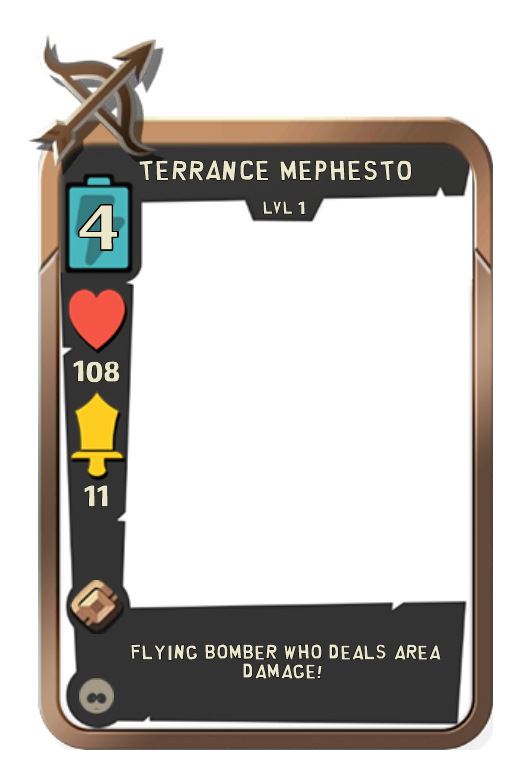 TERRANCE MEPHESTO
LVL 1
4
108
11
FLYING BOMBER WHO DEALS AREA
DAMAGE!